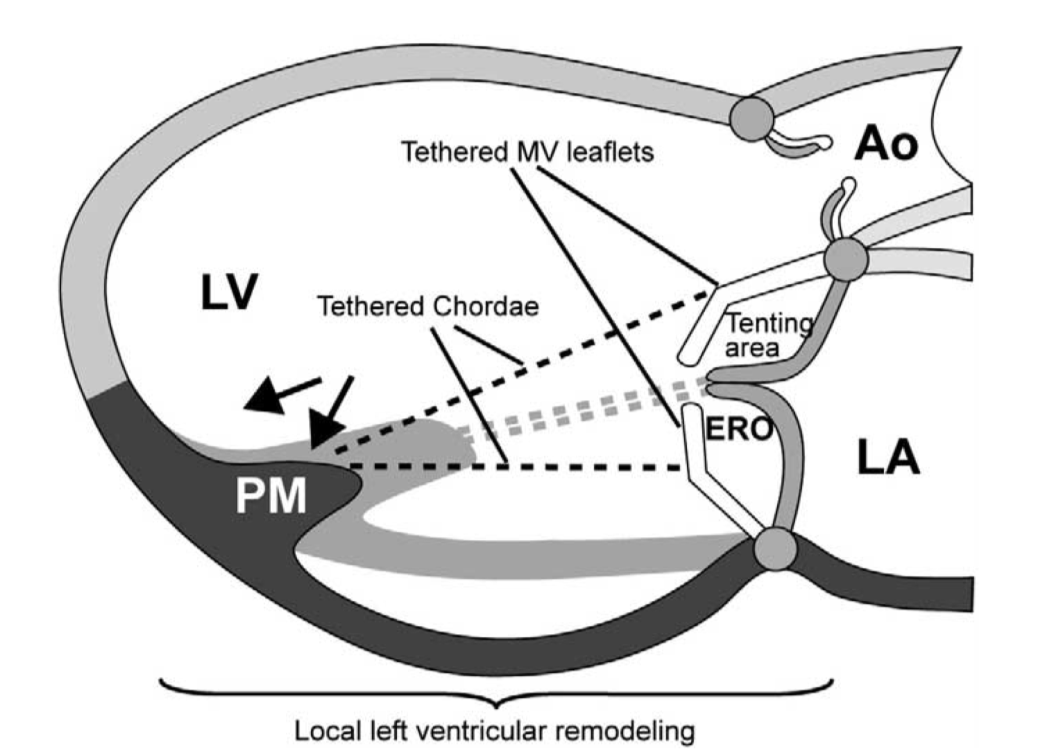 Tethered MV leaflets
Ao
LV
Tethered Chordae
Tenting
area
ERO
LA
PM
Local left ventricular remodeling